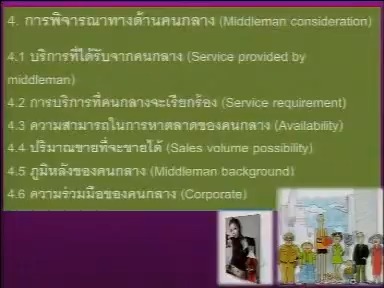 4. การพิจารณาทางด้านคนกลาง (Middleman consideration)
4.1 บริการที่ได้รับจากคนกลาง (Service provided by
middleman)
4.2 การบริการที่คนกลางจะเรียกร้อง (Service requirement)
4.3 ความสามารถในการหาตลาดของคนกลาง (Availability)
4.4 ปริมาณขายที่จะขายได้ (Sales volume possibility)
4.5 ภูมิหลังของคนกลาง (Middleman background)
4.6 ความร่วมมือของคนกลาง (Corporate)